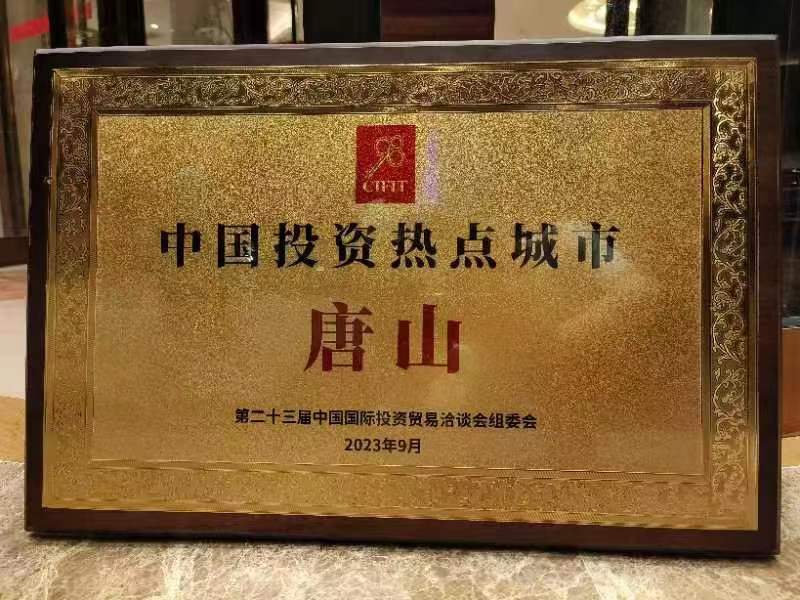 98
CIFIT
中国投资热点城市
唐山
第二十三届中国国际投资贸易洽谈会组委会
2023年9月